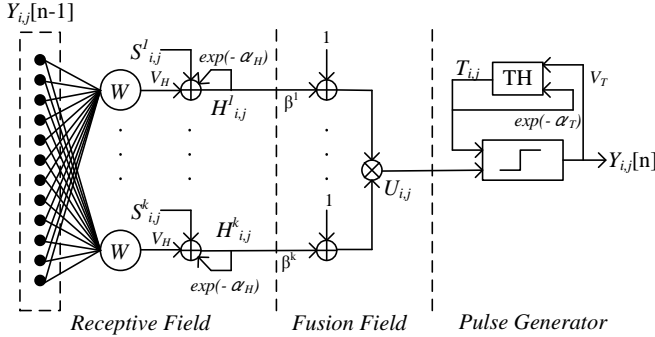 Y_{i,j}[n-1]
S^1_{i,j}
exp(-α_H)
1
W
V_H
H^1_{i,j}
β^1
T_{i,j}
TH
V_T
exp(-α_T)
Y_{i,j}[n]
U_{i,j}
S^k_{i,j}
1
W
V_H
H^k_{i,j}
β^k
exp(-α_H)
Receptive Field
Fusion Field
Pulse Generator